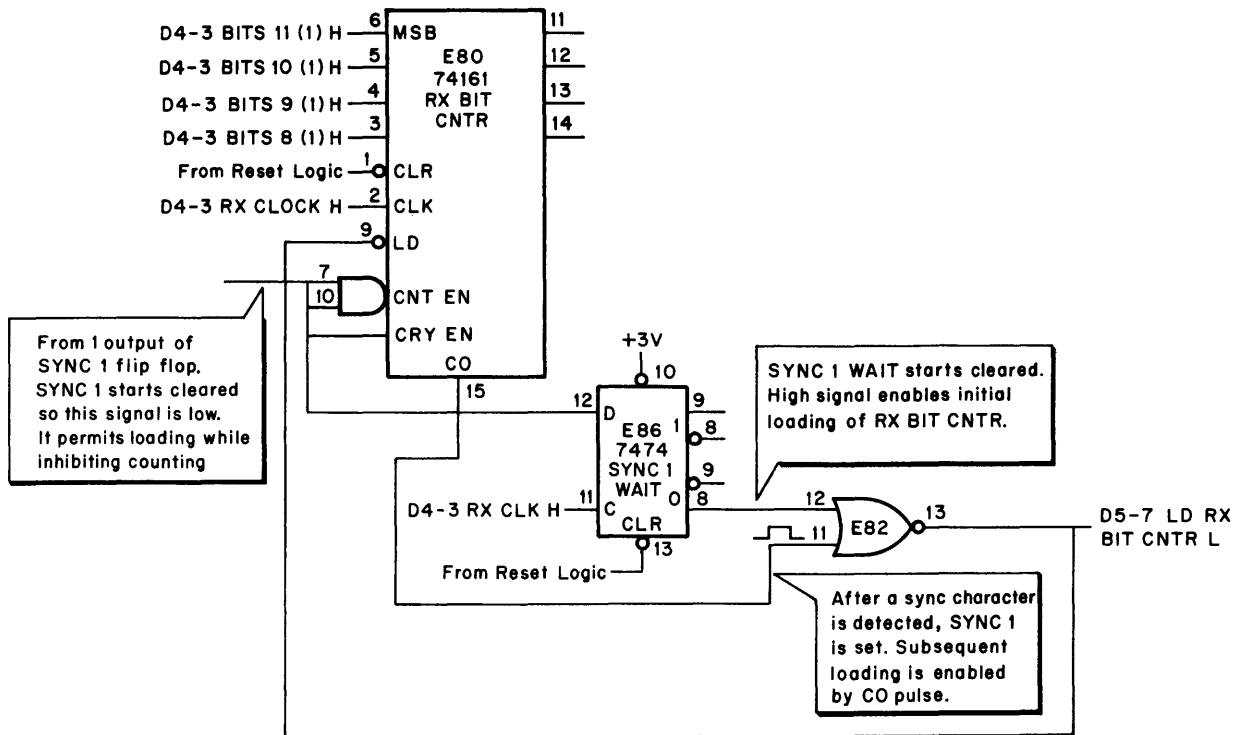 D4-3 BITS 11 (1) H
6
MSB
11
D4-3 BITS 10 (1) H
5
E80
12
D4-3 BITS 9 (1) H
4
74161
13
D4-3 BITS 8 (1) H
3
RX BIT
CNTR
14
From Reset Logic
1
CLR
D4-3 RX CLOCK H
2
CLK
9
LD
7
10
CNT EN
CRY EN
CO
15
From 1 output of
SYNC 1 flip flop.
SYNC 1 starts cleared
so this signal is low.
It permits loading while
inhibiting counting
+3V
10
12
D
9
E86
1
8
7474
SYNC 1
9
WAIT
0
8
D4-3 RX CLK H
11
C
CLR
13
From Reset Logic
SYNC 1 WAIT starts cleared.
High signal enables initial
loading of RX BIT CNTR.
12
11
E82
13
D5-7 LD RX
BIT CNTR L
After a sync character
is detected, SYNC 1
is set. Subsequent
loading is enabled
by CO pulse.